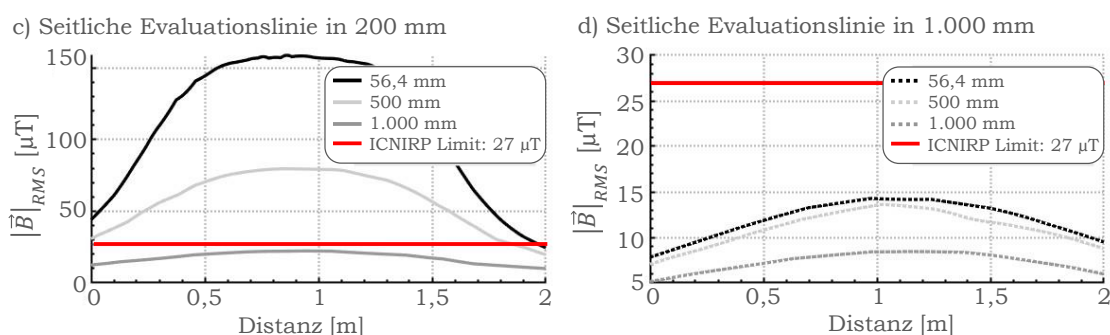 c) Seitliche Evaluationslinie in 200 mm
150
100
50
0
|B⃗|RMS [µT]
56,4 mm
500 mm
1.000 mm
ICNIRP Limit: 27 µT
0 0,5 1 1,5 2
Distanz [m]
d) Seitliche Evaluationslinie in 1.000 mm
30
25
20
15
10
5
|B⃗|RMS [µT]
56,4 mm
500 mm
1.000 mm
ICNIRP Limit: 27 µT
0 0,5 1 1,5 2
Distanz [m]